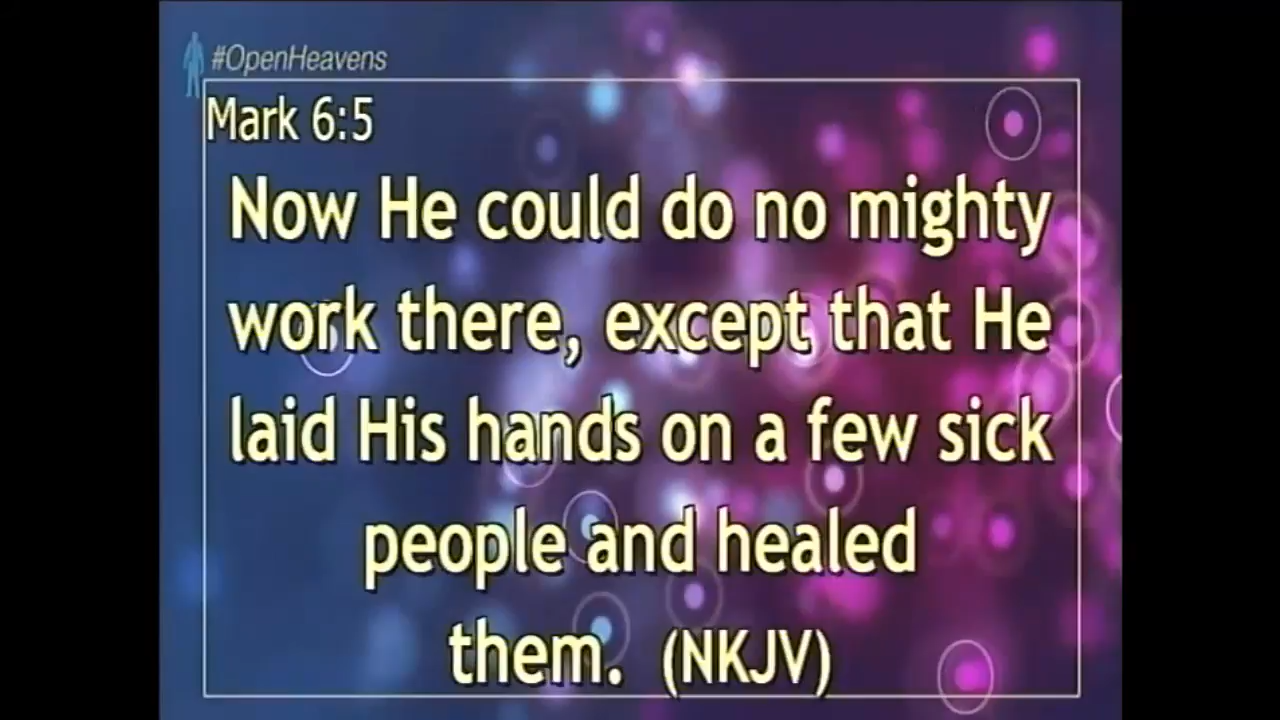 #OpenHeavens
Mark 6:5
Now He could do no mighty
work there, except that He
laid His hands on a few sick
people and healed
them. (NKJV)